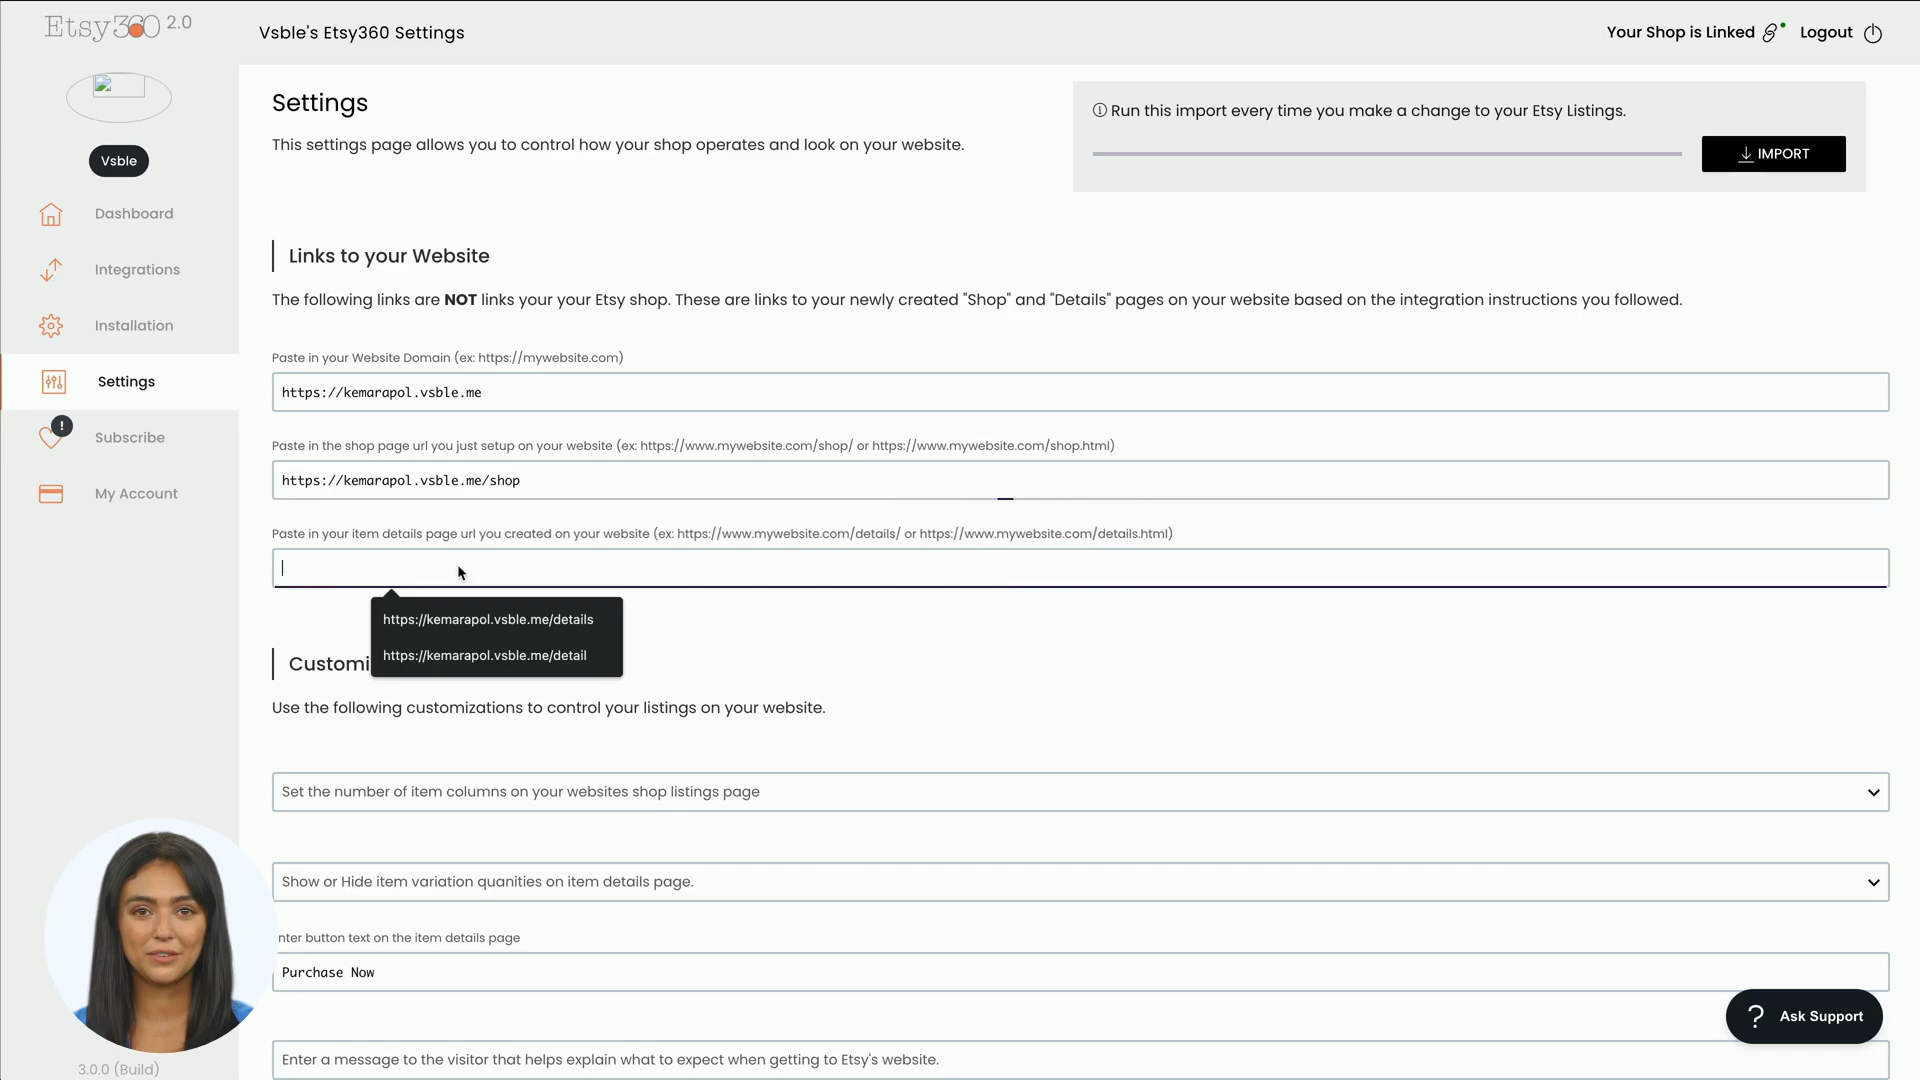 Etsy360 2.0
Vsble's Etsy360 Settings
Your Shop is Linked
Logout
Vsble
Dashboard
Integrations
Installation
Settings
!
Subscribe
My Account
3.0.0 (Build)
Settings
This settings page allows you to control how your shop operates and look on your website.
Run this import every time you make a change to your Etsy Listings.
IMPORT
Links to your Website
The following links are NOT links your your Etsy shop. These are links to your newly created "Shop" and "Details" pages on your website based on the integration instructions you followed.
Paste in your Website Domain (ex: https://mywebsite.com)
https://kemarapol.vsble.me
Paste in the shop page url you just setup on your website (ex: https://www.mywebsite.com/shop/ or https://www.mywebsite.com/shop.html)
https://kemarapol.vsble.me/shop
Paste in your item details page url you created on your website (ex: https://www.mywebsite.com/details/ or https://www.mywebsite.com/details.html)
https://kemarapol.vsble.me/details
https://kemarapol.vsble.me/detail
Customi
Use the following customizations to control your listings on your website.
Set the number of item columns on your websites shop listings page
Show or Hide item variation quanities on item details page.
nter button text on the item details page
Purchase Now
Enter a message to the visitor that helps explain what to expect when getting to Etsy's website.
? Ask Support